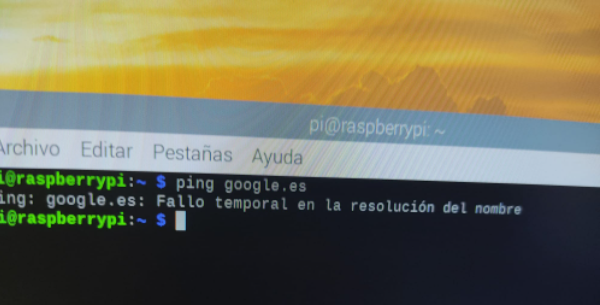 pi@raspberrypi: ~
Archivo Editar Pestañas Ayuda
i@raspberrypi:~ $ ping google.es
ing: google.es: Fallo temporal en la resolución del nombre
i@raspberrypi:~ $